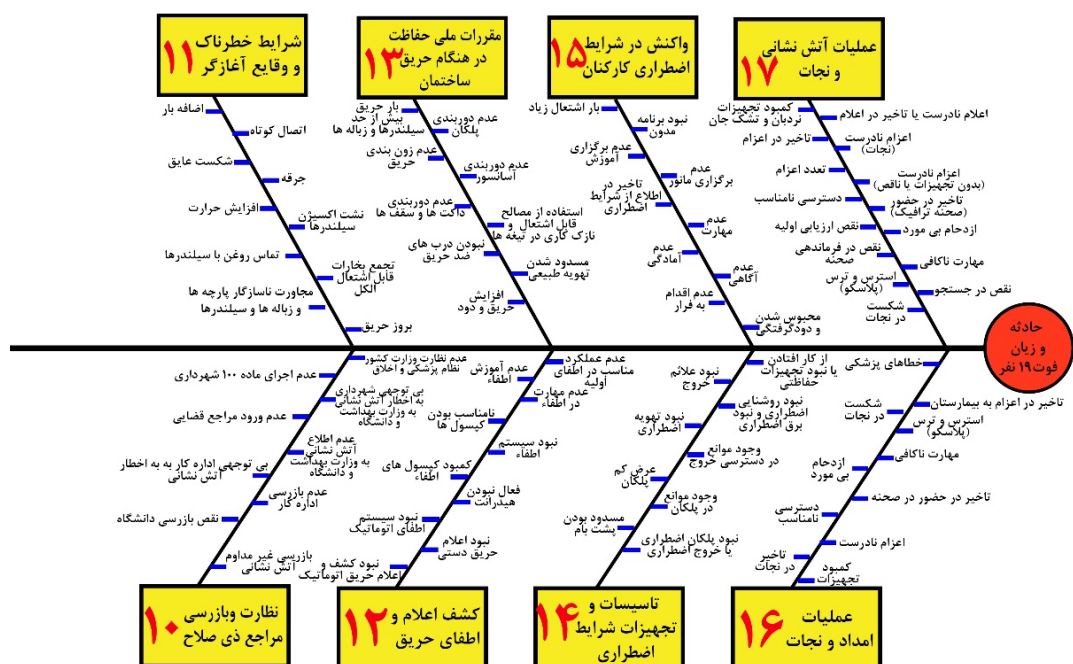 شرایط خطرناک
و وقایع آغازگر
۱۱
اضافه بار
اتصال کوتاه
شکست عایق
جرقه
افزایش حرارت
نشت اکسیژن
سیلندرها
تماس روغن با سیلندرها
تجمع بخارات
قابل اشتعال
الکل
مجاورت ناسازگار پارچه ها
و زباله ها و سیلندرها
بروز حریق
مقررات ملی حفاظت
در هنگام حریق
ساختمان
۱۳
بار حریق
بیش از حد
سیلندرها و زباله ها
عدم دوربندی
پلکان
عدم زون بندی
حریق
عدم دوربندی
آسانسور
عدم دوربندی
داکت ها و سقف ها
استفاده از مصالح
قابل اشتعال و
نازک کاری در تیغه ها
نبودن درب های
ضد حریق
مسدود شدن
تهویه طبیعی
افزایش
حریق و دود
واکنش در شرایط
اضطراری کارکنان
۱۵
بار اشتعال زیاد
نبود برنامه
مدون
عدم برگزاری
آموزش
عدم
برگزاری مانور
تاخیر در
اطلاع از شرایط
اضطراری
عدم
مهارت
عدم
آمادگی
عدم
آگاهی
عدم اقدام
به فرار
محبوس شدن
و دودگرفتگی
عملیات آتش نشانی
و نجات
۱۷
کمبود تجهیزات
نردبان و تشک جان
اعلام نادرست یا تاخیر در اعلام
تاخیر در اعزام
اعزام نادرست
(نجات)
تعدد اعزام
اعزام نادرست
(بدون تجهیزات یا ناقص)
دسترسی نامناسب
تاخیر در حضور
(صحنه ترافیک)
نقص ارزیابی اولیه
ازدحام بی مورد
نقص در فرماندهی
صحنه
مهارت ناکافی
استرس و ترس
(پلاسکو)
نقص در جستجو
شکست
در نجات
حادثه
و زیان
فوت ۱۹ نفر
عدم نظارت وزارت کشور
نظام پزشکی و اخلاق
عدم اجرای ماده ۱۰۰ شهرداری
بی توجهی شهرداری
به اخطار آتش نشانی
به وزارت بهداشت
و دانشگاه
عدم ورود مراجع قضایی
عدم اطلاع
آتش نشانی
به وزارت بهداشت
و دانشگاه
بی توجهی اداره کار به به اخطار
آتش نشانی
عدم بازرسی
اداره کار
نقص بازرسی دانشگاه
بازرسی غیر مداوم
آتش نشانی
نظارت وبازرسی
مراجع ذی صلاح
۱۰
عدم عملکرد
مناسب در اطفای
اولیه
عدم آموزش
اطفاء
عدم مهارت
در اطفاء
نامناسب بودن
کپسول ها
نبود سیستم
اطفاء
کمبود کپسول های
اطفاء
فعال نبودن
هیدرانت
نبود سیستم
اطفای اتوماتیک
نبود اعلام
حریق دستی
نبود کشف و
اعلام حریق اتوماتیک
کشف اعلام و
اطفای حریق
۱۲
از کار افتادن
یا نبود تجهیزات
حفاظتی
نبود علائم
خروج
نبود روشنایی
اضطراری و نبود
برق اضطراری
نبود تهویه
اضطراری
وجود موانع
در دسترسی خروج
عرض کم
پلکان
وجود موانع
در پلکان
مسدود بودن
پشت بام
نبود پلکان اضطراری
یا خروج اضطراری
تاسیسات و
تجهیزات شرایط
اضطراری
۱۴
خطاهای پزشکی
تاخیر در اعزام به بیمارستان
شکست
در نجات
استرس و ترس
(پلاسکو)
مهارت ناکافی
ازدحام
بی مورد
تاخیر در حضور در صحنه
دسترسی
نامناسب
اعزام نادرست
تاخیر
در نجات
کمبود
تجهیزات
عملیات
امداد و نجات
۱۶